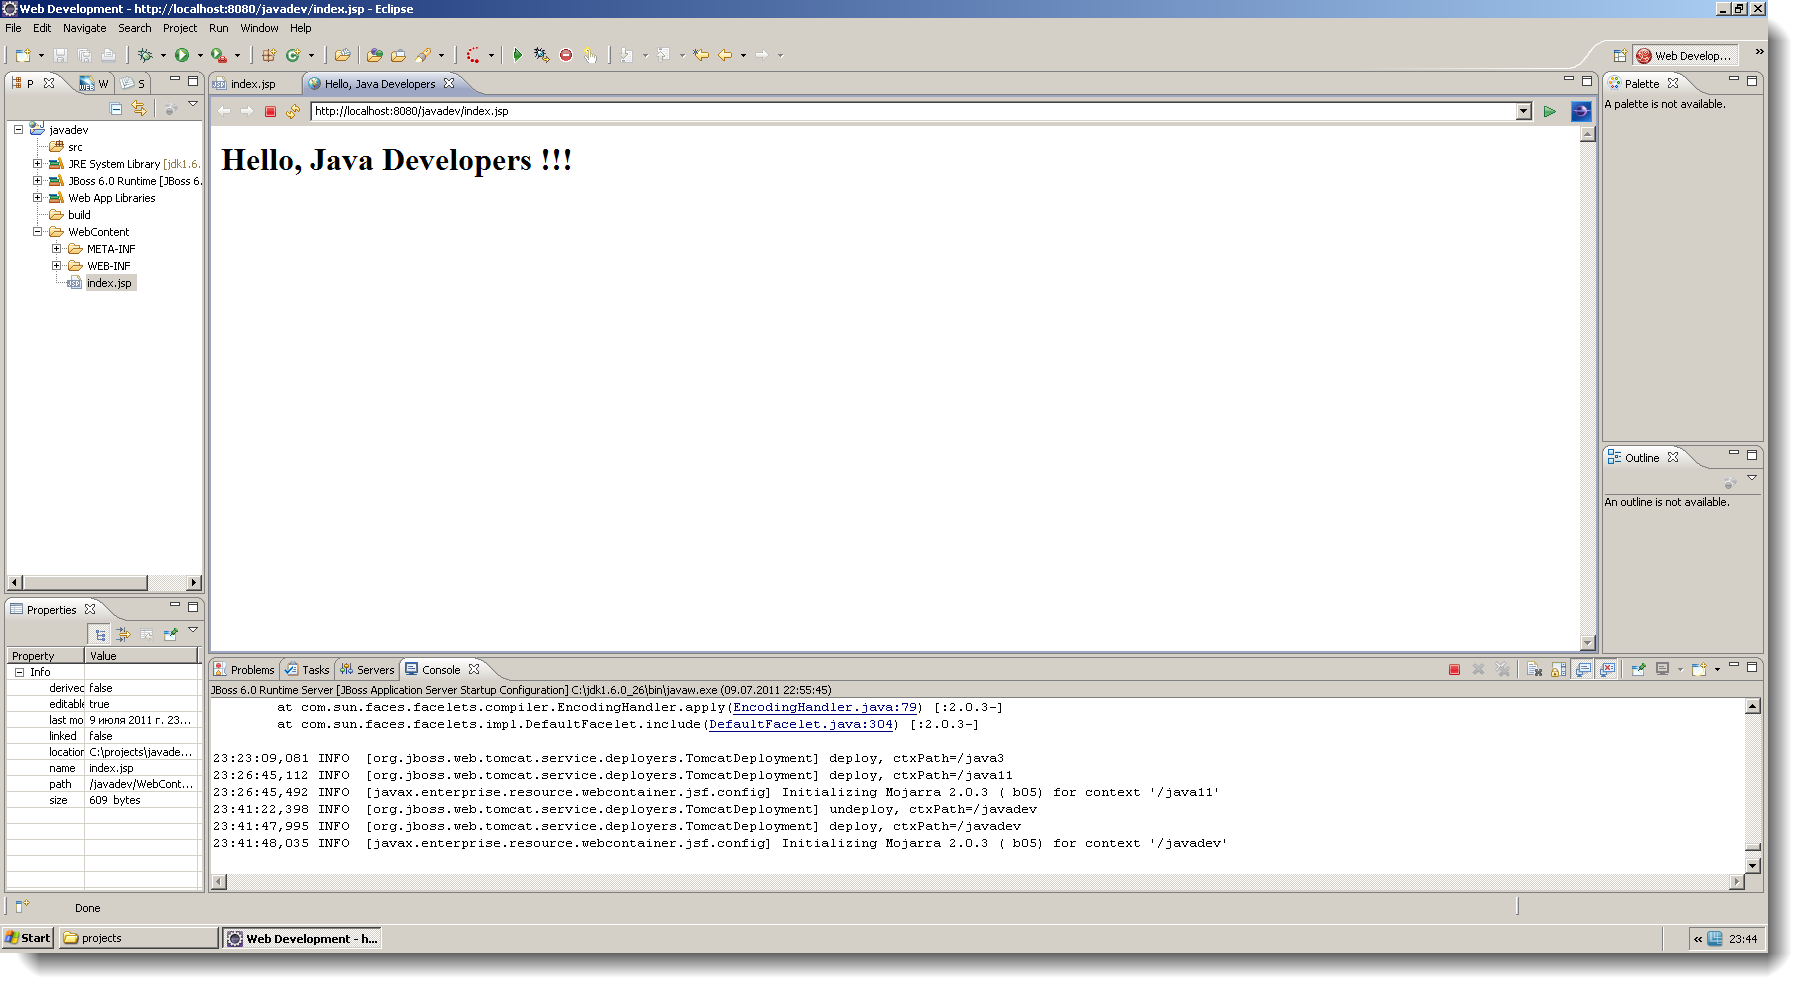 Web Development - http://localhost:8080/javadev/index.jsp - Eclipse
File Edit Navigate Search Project Run Window Help
Web Develop... »
P W S
index.jsp
Hello, Java Developers
Palette
http://localhost:8080/javadev/index.jsp
A palette is not available.
Hello, Java Developers !!!
javadev
src
JRE System Library [jdk1.6.
JBoss 6.0 Runtime [JBoss 6.
Web App Libraries
build
WebContent
META-INF
WEB-INF
index.jsp
Outline
An outline is not available.
Properties
Property Value
Info
derived false
editable true
last mo 9 июля 2011 г. 23...
linked false
location C:\projects\javade...
name index.jsp
path /javadev/WebCont...
size 609 bytes
Problems Tasks Servers Console
JBoss 6.0 Runtime Server [JBoss Application Server Startup Configuration] C:\jdk1.6.0_26\bin\javaw.exe (09.07.2011 22:55:45)
at com.sun.faces.facelets.compiler.EncodingHandler.apply(EncodingHandler.java:79) [:2.0.3-]
at com.sun.faces.facelets.impl.DefaultFacelet.include(DefaultFacelet.java:304) [:2.0.3-]
23:23:09,081 INFO [org.jboss.web.tomcat.service.deployers.TomcatDeployment] deploy, ctxPath=/java3
23:26:45,112 INFO [org.jboss.web.tomcat.service.deployers.TomcatDeployment] deploy, ctxPath=/java11
23:26:45,492 INFO [javax.enterprise.resource.webcontainer.jsf.config] Initializing Mojarra 2.0.3 ( b05) for context '/java11'
23:41:22,398 INFO [org.jboss.web.tomcat.service.deployers.TomcatDeployment] undeploy, ctxPath=/javadev
23:41:47,995 INFO [org.jboss.web.tomcat.service.deployers.TomcatDeployment] deploy, ctxPath=/javadev
23:41:48,035 INFO [javax.enterprise.resource.webcontainer.jsf.config] Initializing Mojarra 2.0.3 ( b05) for context '/javadev'
Done
Start projects Web Development - h... « 23:44